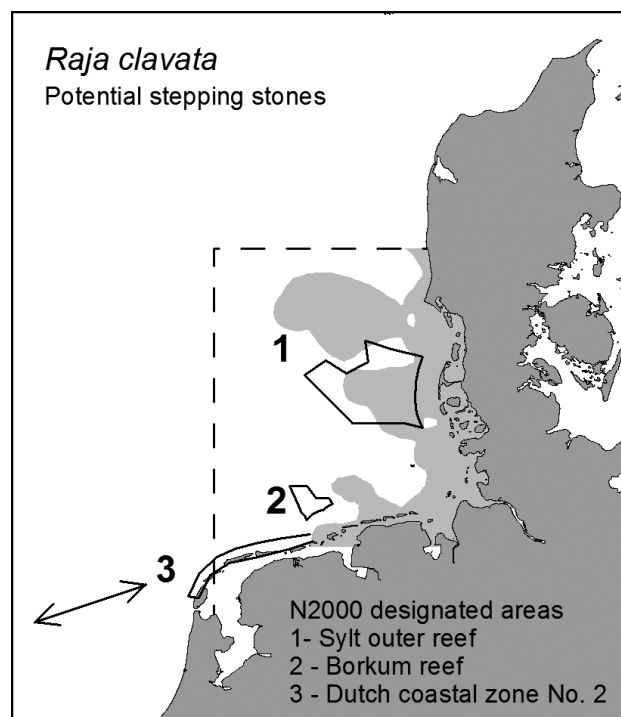 Raja clavata
Potential stepping stones
1
2
3
N2000 designated areas
1- Sylt outer reef
2 - Borkum reef
3 - Dutch coastal zone No. 2